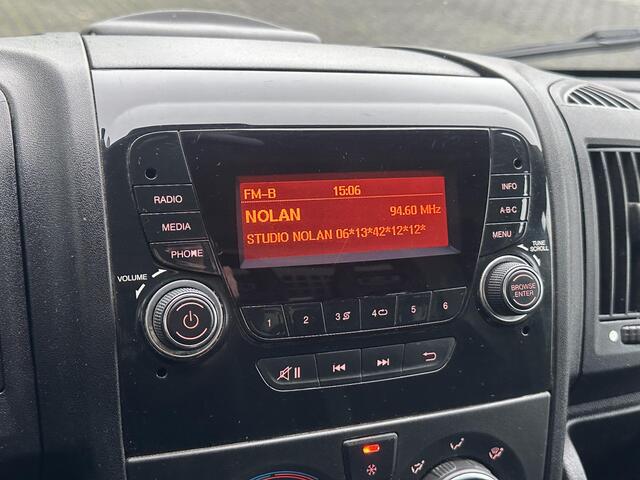 FM-B 15:06
NOLAN 94.60 MHz
STUDIO NOLAN 06*13*42*12*12*
RADIO
MEDIA
PHONE
INFO
A-B-C
MENU
VOLUME
TUNE
SCROLL
BROWSE
ENTER
1 2 3 4 5 6